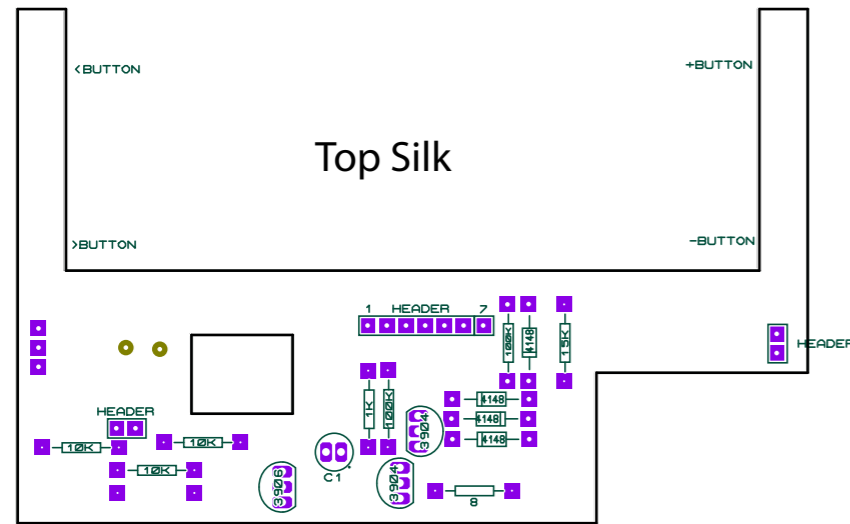 <BUTTON
+BUTTON
Top Silk
>BUTTON
-BUTTON
1 HEADER 7
100K
4148
15K
HEADER
1K
100K
4148
4148
4148
3904
HEADER
10K
10K
10K
C1
3906
3904
8